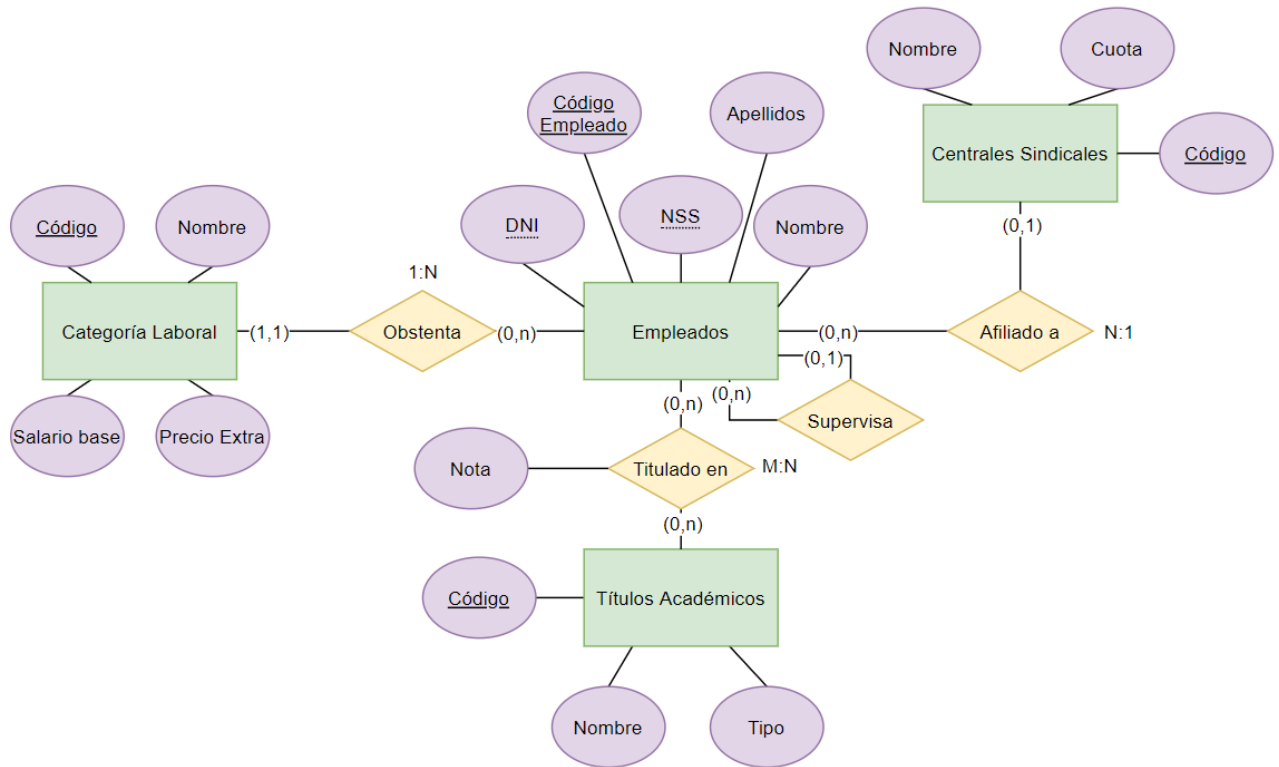 Nombre
Cuota
Centrales Sindicales
Código
(0,1)
Código
Empleado
Apellidos
DNI
NSS
Nombre
Código
Nombre
1:N
Categoría Laboral
(1,1)
Obstenta
(0,n)
Empleados
(0,n)
Afiliado a
N:1
(0,1)
(0,n)
Supervisa
(0,n)
Salario base
Precio Extra
Nota
Titulado en
M:N
(0,n)
Código
Títulos Académicos
Nombre
Tipo